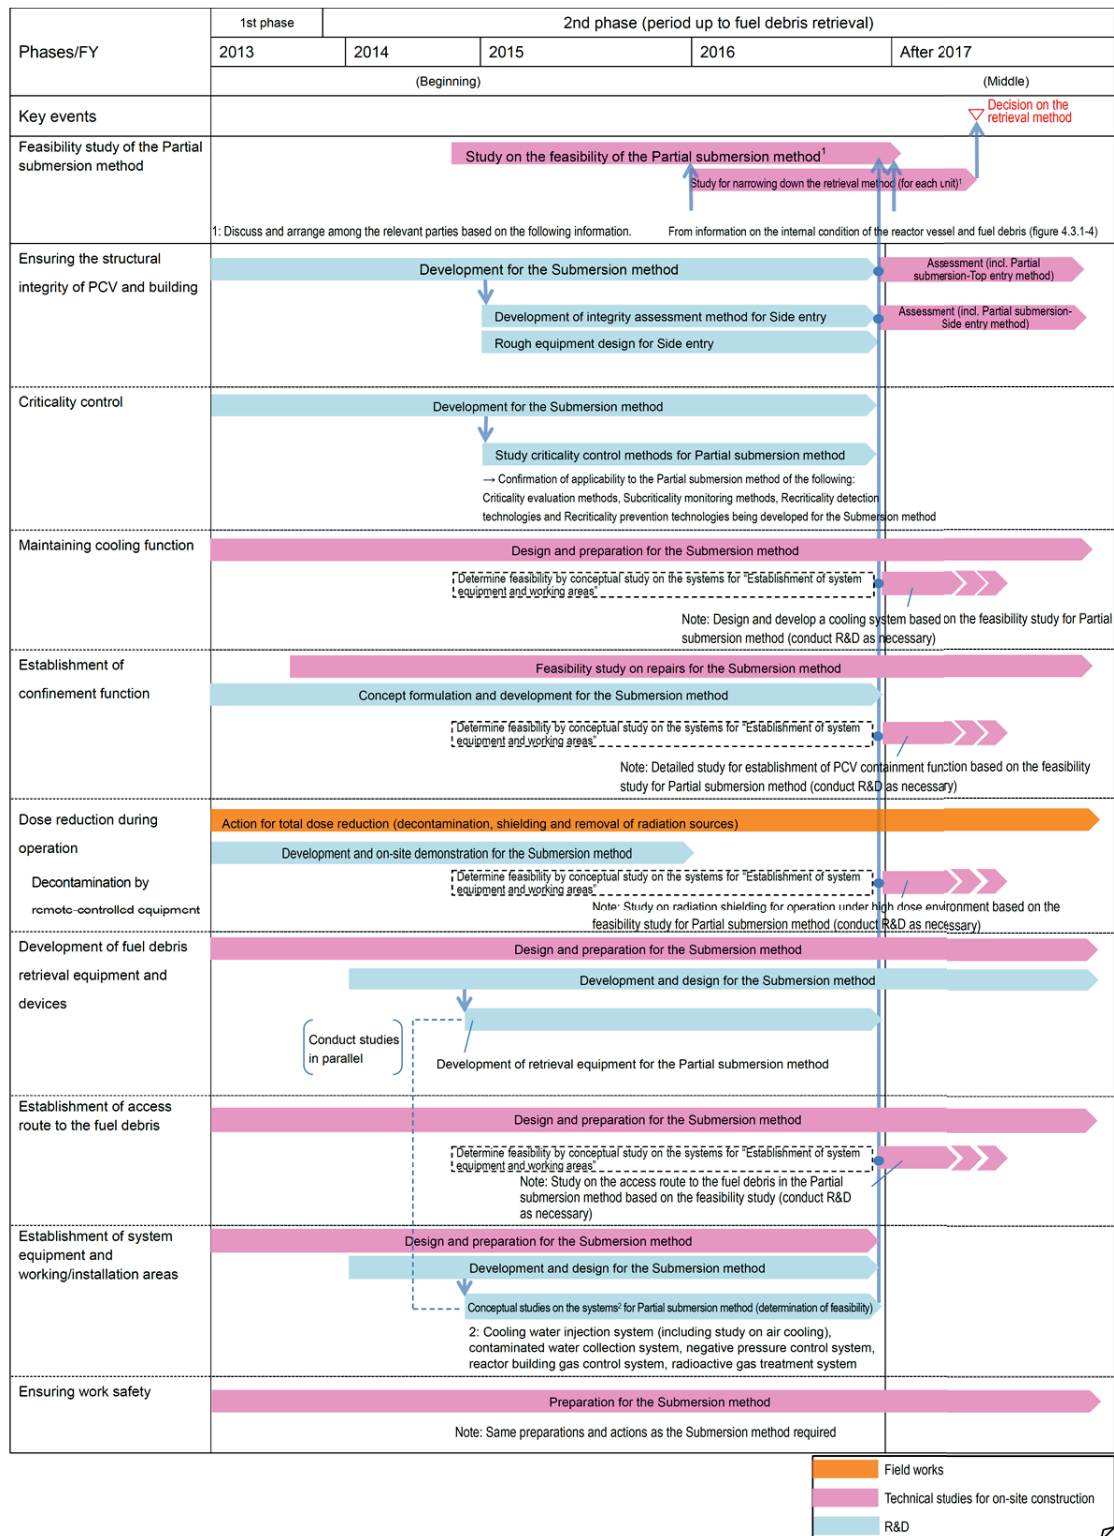 Phases/FY
1st phase
2nd phase (period up to fuel debris retrieval)
2013
2014
2015
2016
After 2017
(Beginning)
(Middle)
Key events
Decision on the
retrieval method
Feasibility study of the Partial
submersion method
Study on the feasibility of the Partial submersion method1
Study for narrowing down the retrieval method (for each unit)1
1: Discuss and arrange among the relevant parties based on the following information.
From information on the internal condition of the reactor vessel and fuel debris (figure 4.3.1-4)
Ensuring the structural
integrity of PCV and building
Development for the Submersion method
Assessment (incl. Partial
submersion-Top entry method)
Development of integrity assessment method for Side entry
Assessment (incl. Partial submersion-
Side entry method)
Rough equipment design for Side entry
Criticality control
Development for the Submersion method
Study criticality control methods for Partial submersion method
→ Confirmation of applicability to the Partial submersion method of the following:
Criticality evaluation methods, Subcriticality monitoring methods, Recriticality detection
technologies and Recriticality prevention technologies being developed for the Submersion method
Maintaining cooling function
Design and preparation for the Submersion method
Determine feasibility by conceptual study on the systems for "Establishment of system
equipment and working areas"
Note: Design and develop a cooling system based on the feasibility study for Partial
submersion method (conduct R&D as necessary)
Establishment of
confinement function
Feasibility study on repairs for the Submersion method
Concept formulation and development for the Submersion method
Determine feasibility by conceptual study on the systems for "Establishment of system
equipment and working areas"
Note: Detailed study for establishment of PCV containment function based on the feasibility
study for Partial submersion method (conduct R&D as necessary)
Dose reduction during
operation
Decontamination by
remote-controlled equipment
Action for total dose reduction (decontamination, shielding and removal of radiation sources)
Development and on-site demonstration for the Submersion method
Determine feasibility by conceptual study on the systems for "Establishment of system
equipment and working areas"
Note: Study on radiation shielding for operation under high dose environment based on the
feasibility study for Partial submersion method (conduct R&D as necessary)
Development of fuel debris
retrieval equipment and
devices
Design and preparation for the Submersion method
Development and design for the Submersion method
Conduct studies
in parallel
Development of retrieval equipment for the Partial submersion method
Establishment of access
route to the fuel debris
Design and preparation for the Submersion method
Determine feasibility by conceptual study on the systems for "Establishment of system
equipment and working areas"
Note: Study on the access route to the fuel debris in the Partial
submersion method based on the feasibility study (conduct R&D
as necessary)
Establishment of system
equipment and
working/installation areas
Design and preparation for the Submersion method
Development and design for the Submersion method
Conceptual studies on the systems2 for Partial submersion method (determination of feasibility)
2: Cooling water injection system (including study on air cooling),
contaminated water collection system, negative pressure control system,
reactor building gas control system, radioactive gas treatment system
Ensuring work safety
Preparation for the Submersion method
Note: Same preparations and actions as the Submersion method required
Field works
Technical studies for on-site construction
R&D